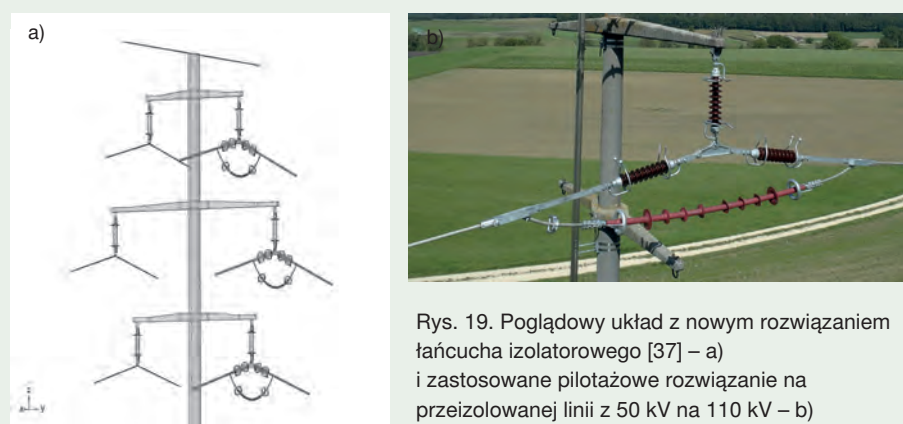 a)
b)
z
x
y
Rys. 19. Poglądowy układ z nowym rozwiązaniem
łańcucha izolatorowego [37] – a)
i zastosowane pilotażowe rozwiązanie na
przeizolowanej linii z 50 kV na 110 kV – b)